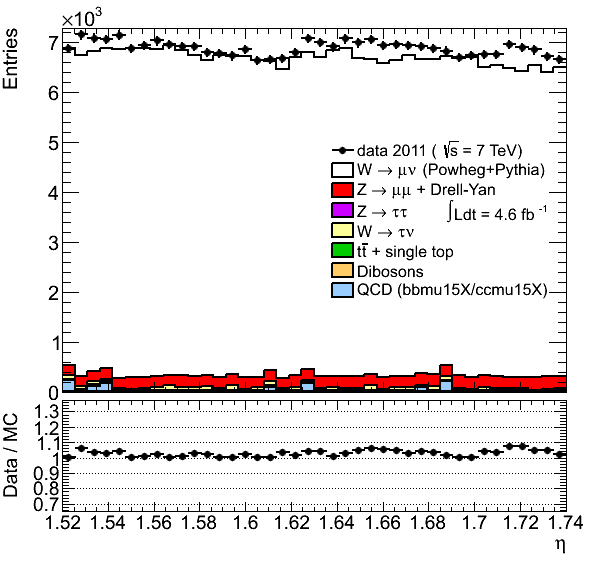 ×10³
Entries
7
6
5
4
3
2
1
0
data 2011 ( √s = 7 TeV)
W → μν (Powheg+Pythia)
Z → μμ + Drell-Yan
Z → ττ
∫Ldt = 4.6 fb ⁻¹
W → τν
tt̄ + single top
Dibosons
QCD (bbmu15X/ccmu15X)
Data / MC
1.3
1.2
1.1
1
0.9
0.8
0.7
1.52 1.54 1.56 1.58 1.6 1.62 1.64 1.66 1.68 1.7 1.72 1.74
η